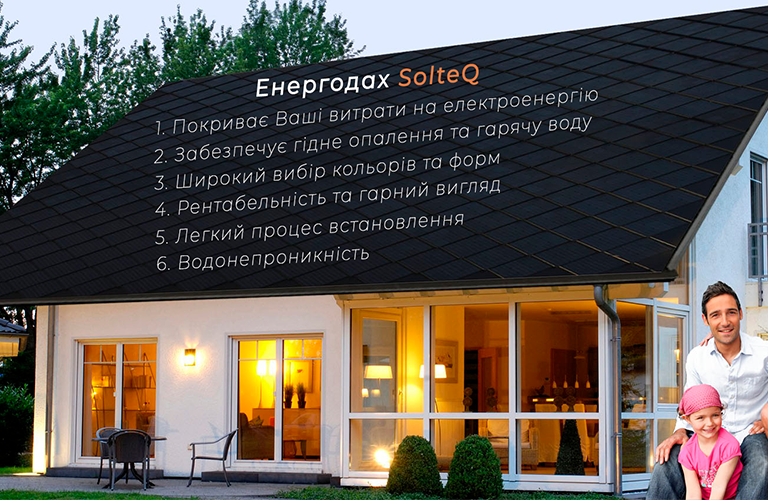 Енергодах SolteQ
1. Покриває Ваші витрати на електроенергію
2. Забезпечує гідне опалення та гарячу воду
3. Широкий вибір кольорів та форм
4. Рентабельність та гарний вигляд
5. Легкий процес встановлення
6. Водонепроникність